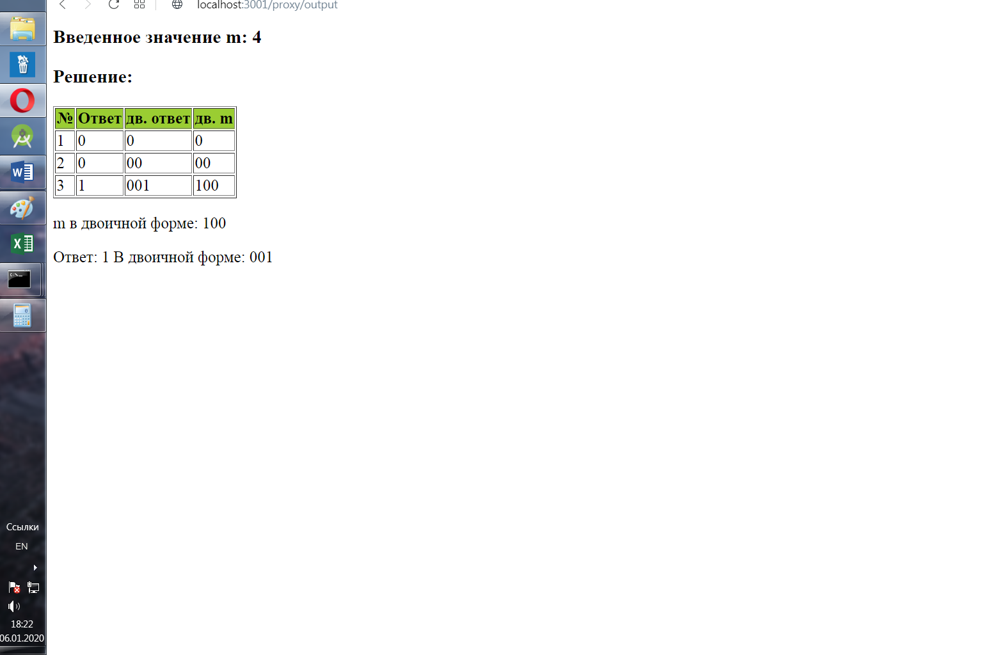 localhost:3001/proxy/output
Введенное значение m: 4
Решение:
№ Ответ дв. ответ дв. m
1 0 0 0
2 0 00 00
3 1 001 100
m в двоичной форме: 100
Ответ: 1 В двоичной форме: 001
Ссылки
EN
18:22
06.01.2020